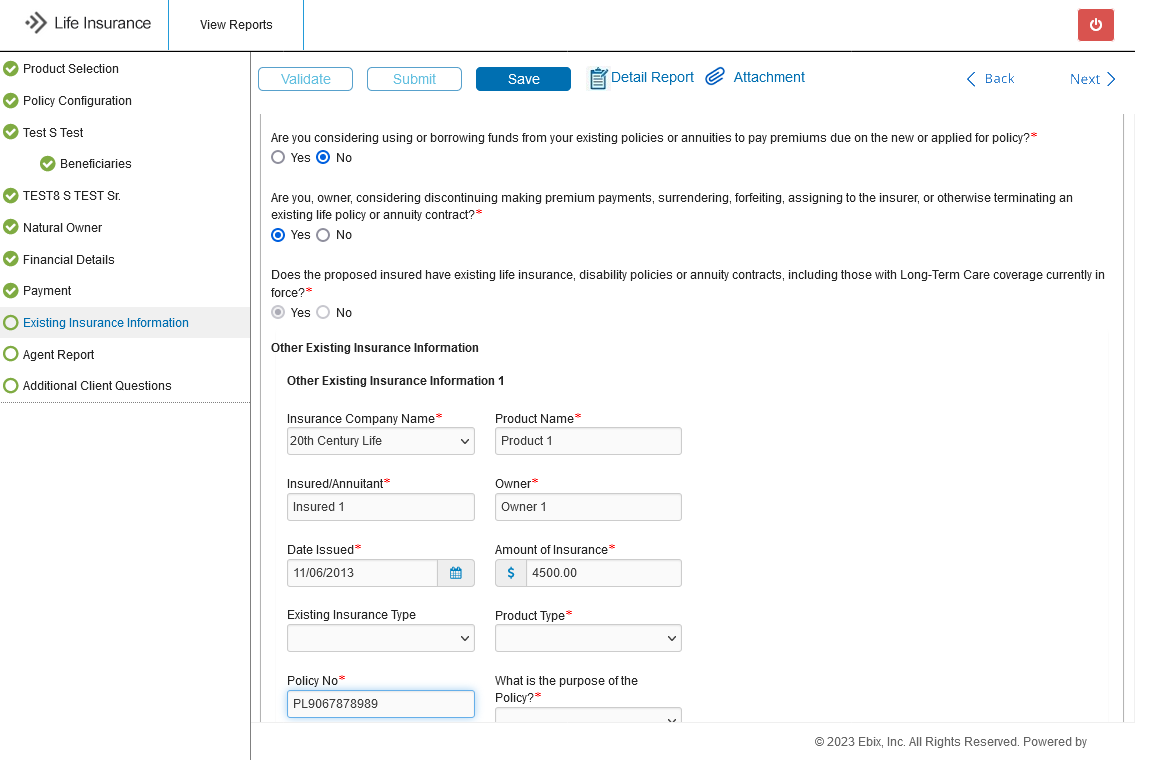 Life Insurance
View Reports
Product Selection
Policy Configuration
Test S Test
Beneficiaries
TEST8 S TEST Sr.
Natural Owner
Financial Details
Payment
Existing Insurance Information
Agent Report
Additional Client Questions
Validate
Submit
Save
Detail Report
Attachment
Back
Next
Are you considering using or borrowing funds from your existing policies or annuities to pay premiums due on the new or applied for policy?*
Yes No
Are you, owner, considering discontinuing making premium payments, surrendering, forfeiting, assigning to the insurer, or otherwise terminating an
existing life policy or annuity contract?*
Yes No
Does the proposed insured have existing life insurance, disability policies or annuity contracts, including those with Long-Term Care coverage currently in
force?*
Yes No
Other Existing Insurance Information
Other Existing Insurance Information 1
Insurance Company Name* Product Name*
20th Century Life Product 1
Insured/Annuitant* Owner*
Insured 1 Owner 1
Date Issued* Amount of Insurance*
11/06/2013 $ 4500.00
Existing Insurance Type Product Type*
Policy No* What is the purpose of the
Policy?*
PL9067878989
© 2023 Ebix, Inc. All Rights Reserved. Powered by